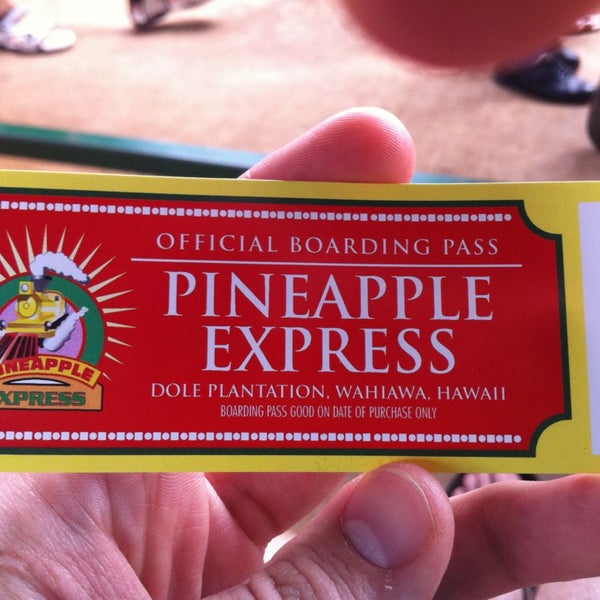 OFFICIAL BOARDING PASS
PINEAPPLE
EXPRESS
DOLE PLANTATION, WAHIAWA, HAWAII
BOARDING PASS GOOD ON DATE OF PURCHASE ONLY
PINEAPPLE
EXPRESS